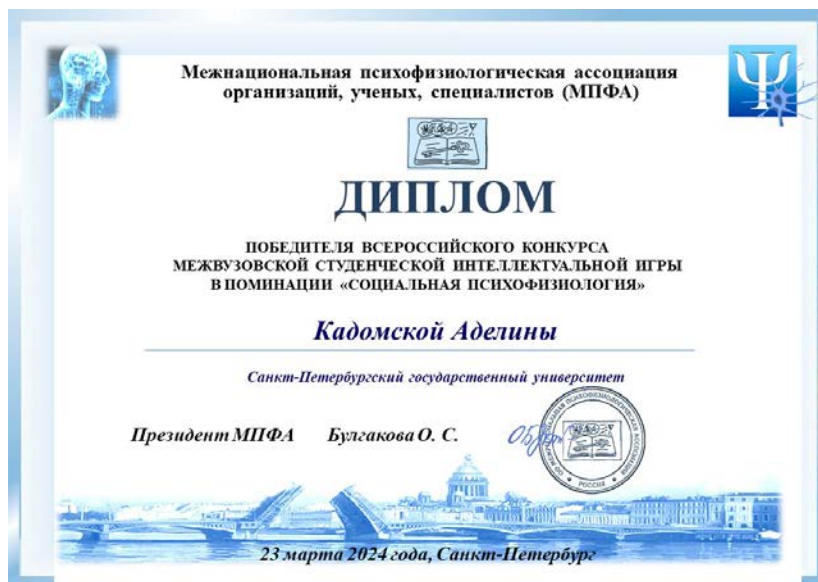 Межнациональная психофизиологическая ассоциация
организаций, ученых, специалистов (МПФА)
ДИПЛОМ
ПОБЕДИТЕЛЯ ВСЕРОССИЙСКОГО КОНКУРСА
МЕЖВУЗОВСКОЙ СТУДЕНЧЕСКОЙ ИНТЕЛЛЕКТУАЛЬНОЙ ИГРЫ
В ПОМИНАЦИИ «СОЦИАЛЬНАЯ ПСИХОФИЗИОЛОГИЯ»
Кадомской Аделины
Санкт-Петербургский государственный университет
Президент МПФА Булгакова О. С.
РОССИЯ
23 марта 2024 года, Санкт-Петербург